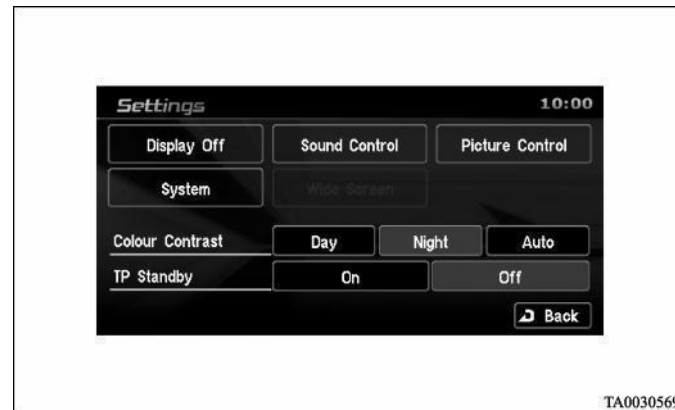 Settings 10:00
Display Off Sound Control Picture Control
System Wide Screen
Colour Contrast Day Night Auto
TP Standby On Off
Back
TA0030569